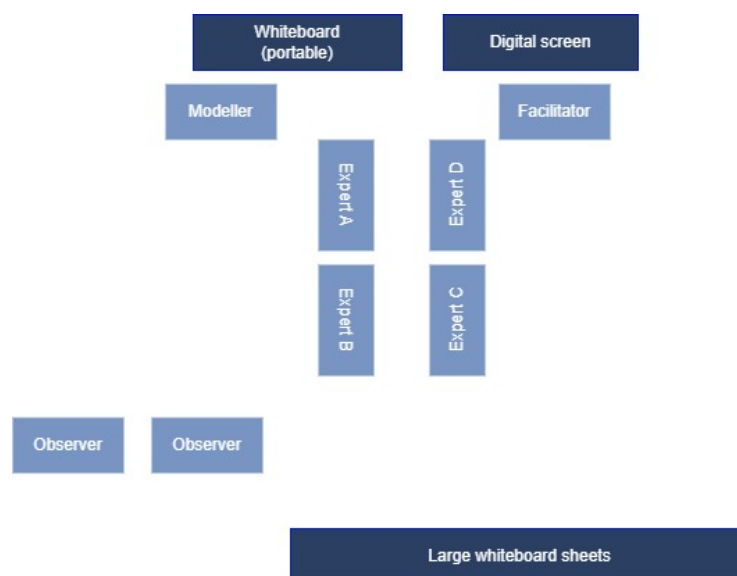 Whiteboard
(portable)
Digital screen
Modeller
Facilitator
Expert A
Expert D
Expert B
Expert C
Observer
Observer
Large whiteboard sheets